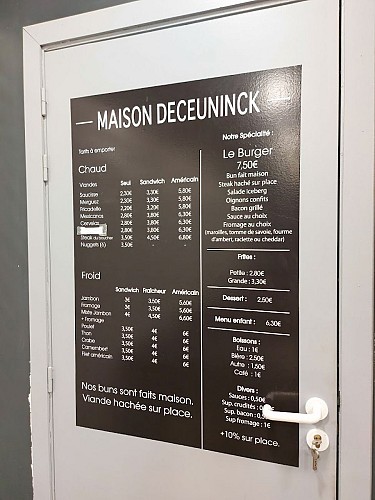 MAISON DECEUNINCK
Tarifs à emporter
Chaud
Viandes Seul Sandwich Américain
Saucisse 2,30€ 3,30€ 5,80€
Merguez 2,30€ 3,30€ 5,80€
Fricadelle 2,20€ 3,20€ 5,80€
Mexicanos 2,80€ 3,80€ 6,30€
Cervelas 2,80€ 3,80€ 6,30€
2,80€ 3,80€ 6,30€
Steak du boucher 3,50€ 4,50€ 6,80€
Nuggets (6) 3,50€ - -
Froid
Sandwich Fraîcheur Américain
Jambon 3€ 3,50€ 5,60€
Fromage 3€ 3,50€ 5,60€
Mixte Jambon 4€ 4,50€ 6,60€
+ Fromage
Poulet 3,50€ 4€ 6€
Thon 3,50€ 4€ 6€
Crabe 3,50€ 4€ 6€
Camembert 3,50€ 4€ 6€
Filet américain 3,50€ 4€ 6€
Nos buns sont faits maison.
Viande hachée sur place.
Notre Spécialité :
Le Burger
7,50€
Bun fait maison
Steak haché sur place
Salade Iceberg
Oignons confits
Bacon grillé
Sauce au choix
Fromage au choix
(maroilles, tomme de savoie, fourme
d'ambert, raclette ou cheddar)
Frites :
Petite : 2,80€
Grande : 3,30€
Dessert : 2,50€
Menu enfant : 6,30€
Boissons :
Eau : 1€
Bière : 2,50€
Autre : 1,60€
Café : 1€
Divers :
Sauces : 0,50€
Sup. crudités : 0,
Sup. bacon : 0,
Sup fromage : 1€
+10% sur place.